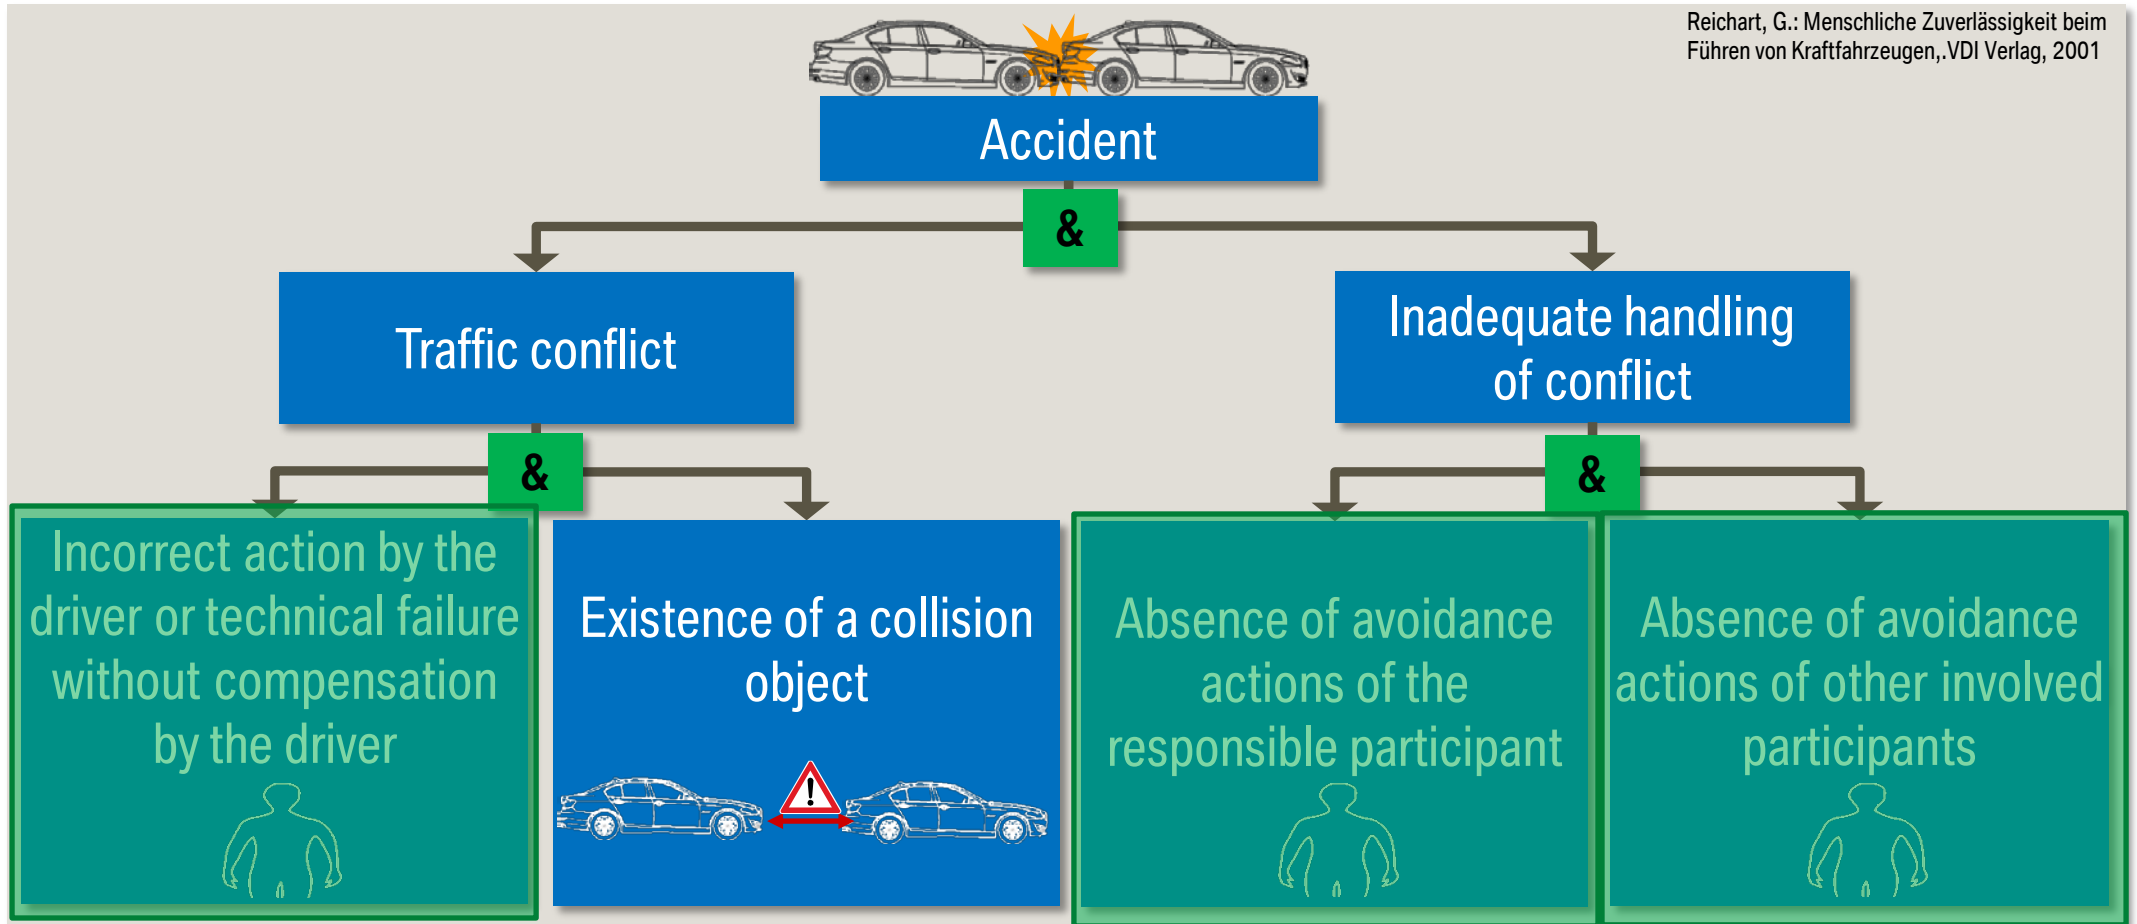 Reichart, G.: Menschliche Zuverlässigkeit beim
Führen von Kraftfahrzeugen,.VDI Verlag, 2001
Accident
&
Traffic conflict
Inadequate handling
of conflict
&
&
Incorrect action by the
driver or technical failure
without compensation
by the driver
Existence of a collision
object
!
Absence of avoidance
actions of the
responsible participant
Absence of avoidance
actions of other involved
participants